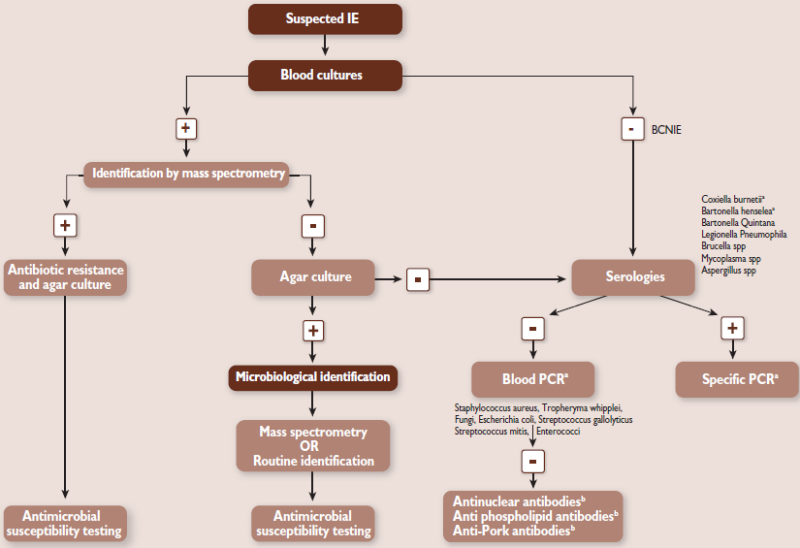 Suspected IE
Blood cultures
+
-
BCNIE
Identification by mass spectrometry
+
-
Coxiella burnetiiª
Bartonella henseleaª
Bartonella Quintana
Legionella Pneumophila
Brucella spp
Mycoplasma spp
Aspergillus spp
Antibiotic resistance
and agar culture
Agar culture
-
Serologies
+
-
+
Microbiological identification
Blood PCRª
Specific PCRª
Staphylococcus aureus, Tropheryma whipplei,
Fungi, Escherichia coli, Streptococcus gallolyticus
Streptococcus mitis, Enterococci
Mass spectrometry
OR
Routine identification
-
Antimicrobial
susceptibility testing
Antimicrobial
susceptibility testing
Antinuclear antibodiesᵇ
Anti phospholipid antibodiesᵇ
Anti-Pork antibodiesᵇ